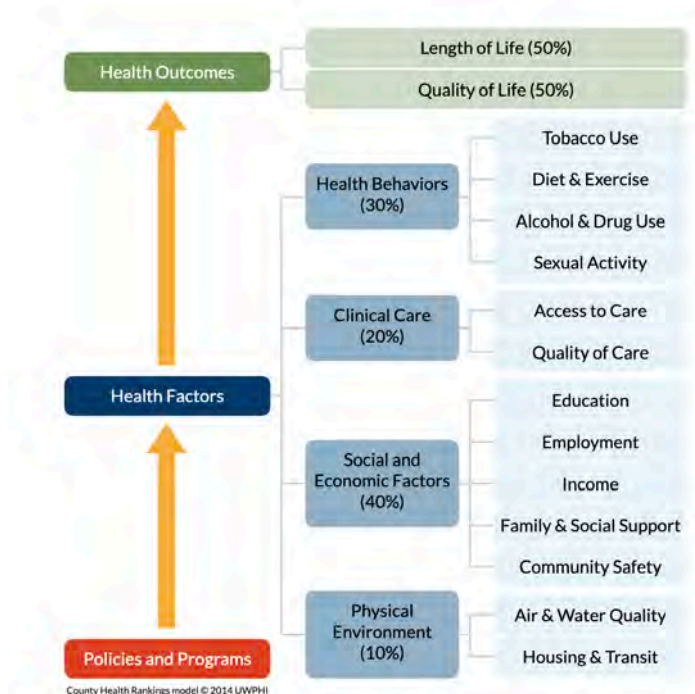 Health Outcomes
Length of Life (50%)
Quality of Life (50%)
Health Behaviors
(30%)
Tobacco Use
Diet & Exercise
Alcohol & Drug Use
Sexual Activity
Clinical Care
(20%)
Access to Care
Quality of Care
Health Factors
Social and
Economic Factors
(40%)
Education
Employment
Income
Family & Social Support
Community Safety
Physical
Environment
(10%)
Air & Water Quality
Housing & Transit
Policies and Programs
County Health Rankings model © 2014 UWPHI